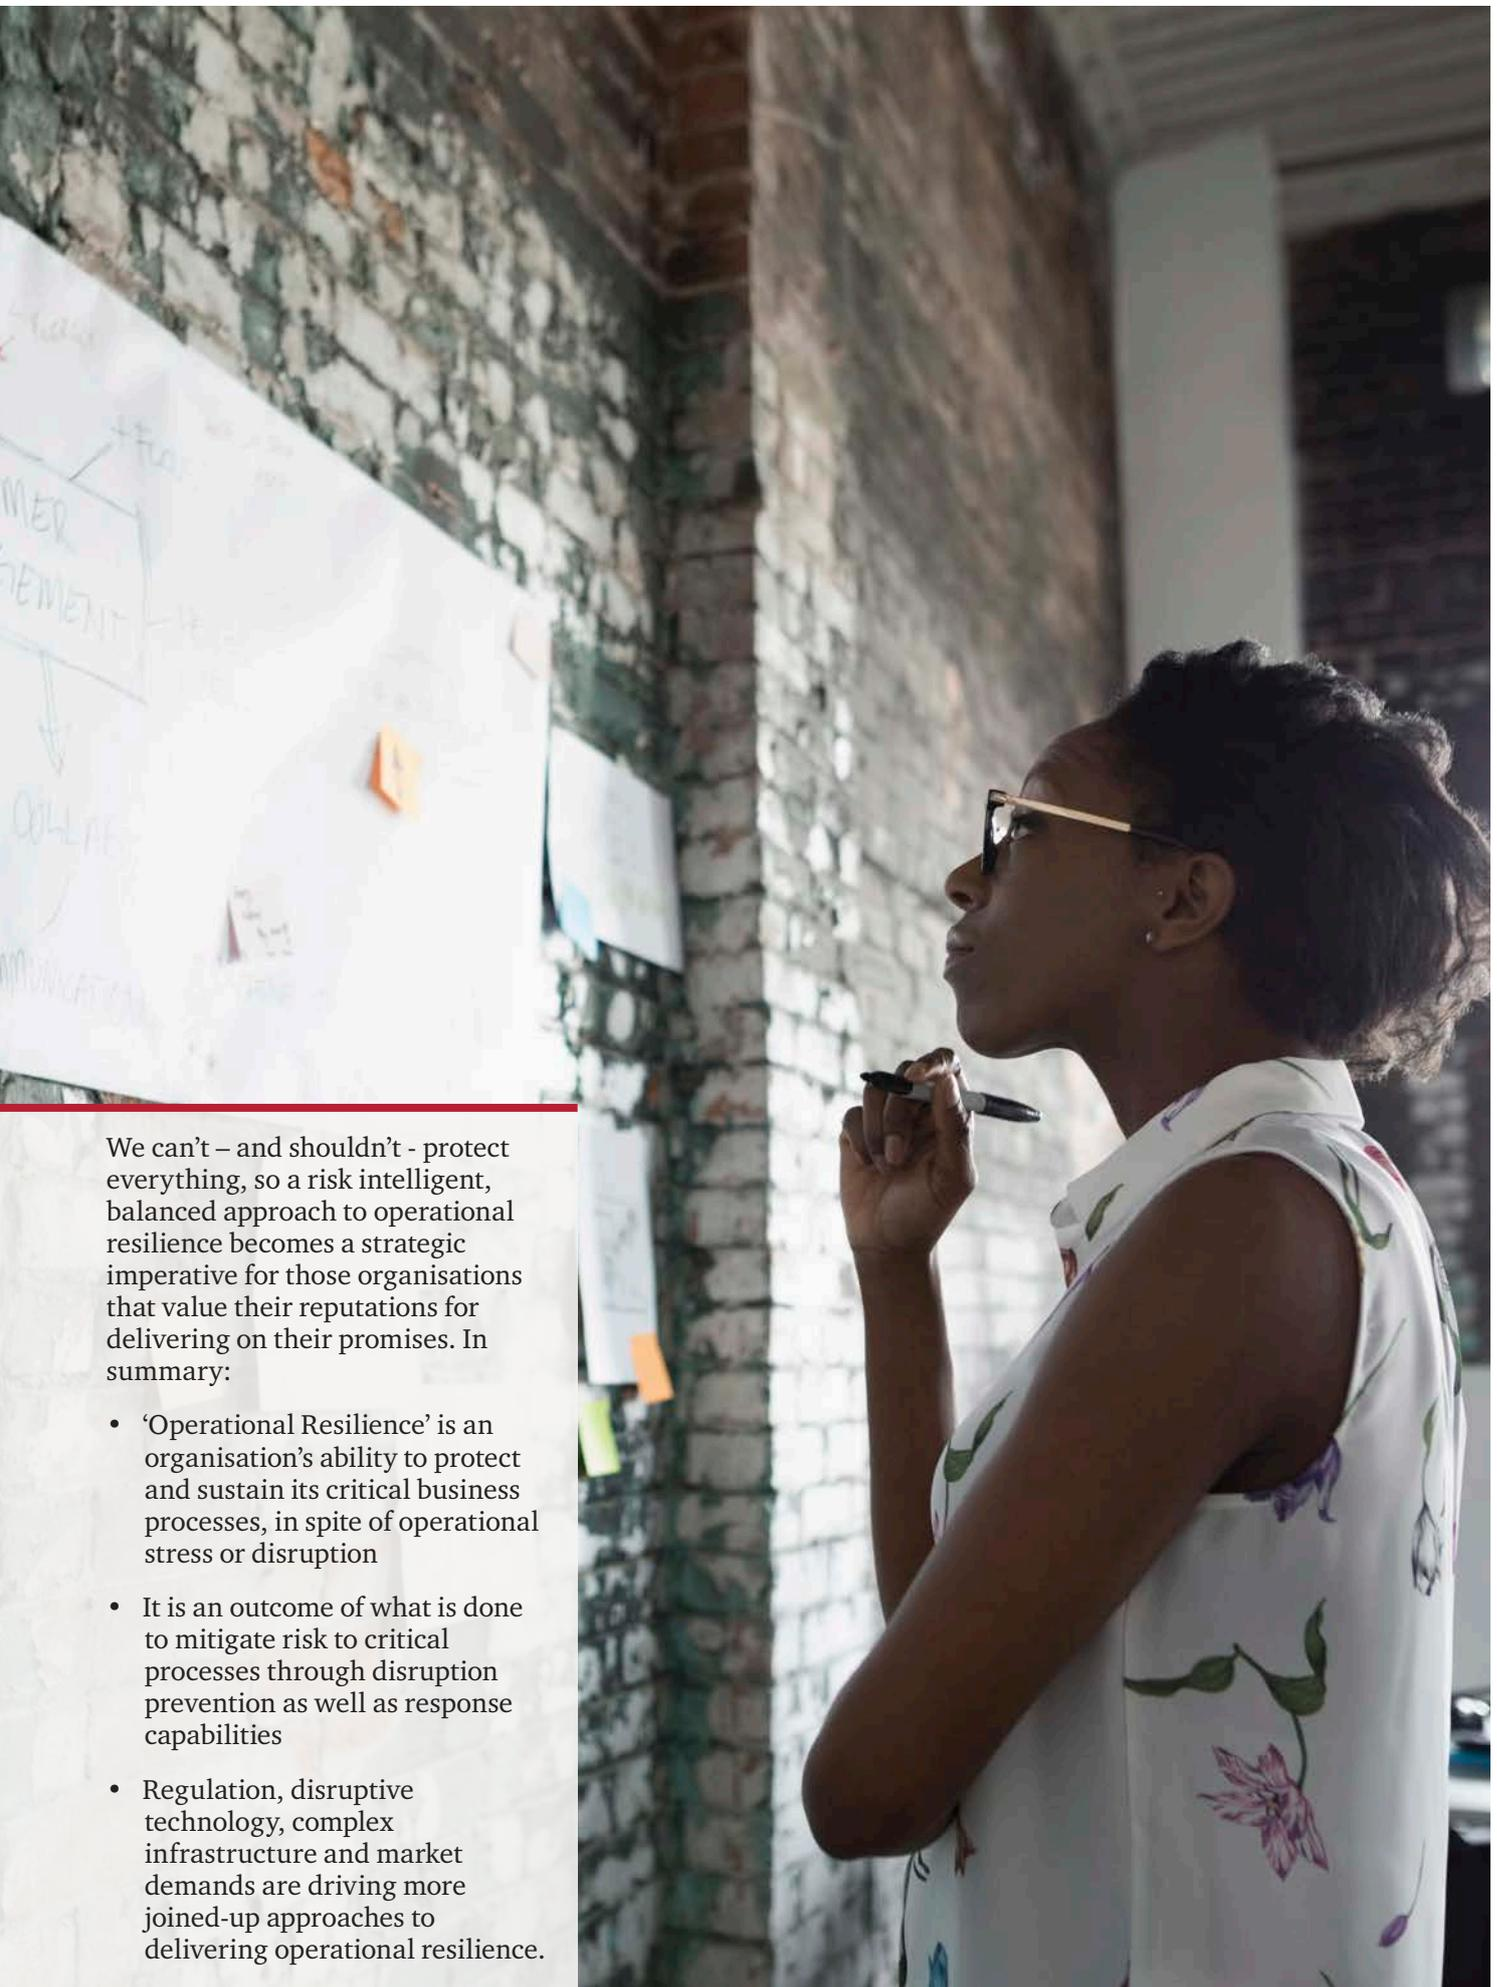 MER
EMENT
We can’t – and shouldn’t - protect
everything, so a risk intelligent,
balanced approach to operational
resilience becomes a strategic
imperative for those organisations
that value their reputations for
delivering on their promises. In
summary:
• ‘Operational Resilience’ is an
organisation’s ability to protect
and sustain its critical business
processes, in spite of operational
stress or disruption
• It is an outcome of what is done
to mitigate risk to critical
processes through disruption
prevention as well as response
capabilities
• Regulation, disruptive
technology, complex
infrastructure and market
demands are driving more
joined-up approaches to
delivering operational resilience.